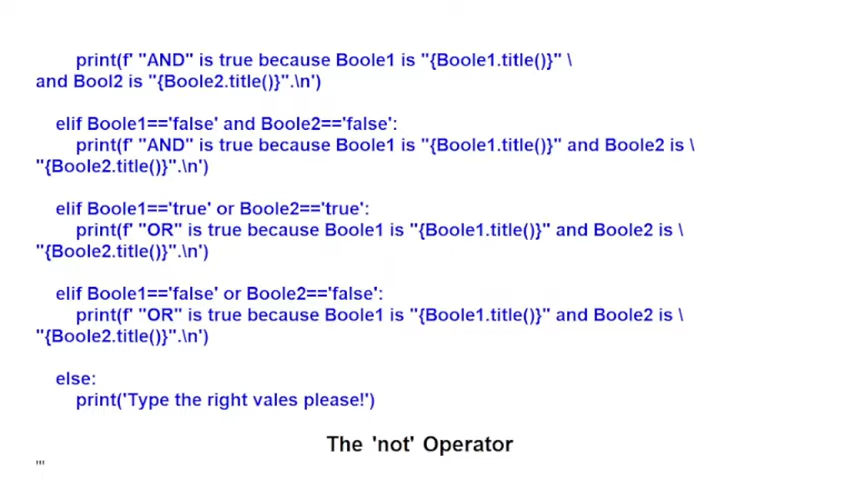 print(f' "AND" is true because Boole1 is "{Boole1.title()}" \
and Bool2 is "{Boole2.title()}".\n')
elif Boole1=='false' and Boole2=='false':
print(f' "AND" is true because Boole1 is "{Boole1.title()}" and Boole2 is \
"{Boole2.title()}".\n')
elif Boole1=='true' or Boole2=='true':
print(f' "OR" is true because Boole1 is "{Boole1.title()}" and Boole2 is \
"{Boole2.title()}".\n')
elif Boole1=='false' or Boole2=='false':
print(f' "OR" is true because Boole1 is "{Boole1.title()}" and Boole2 is \
"{Boole2.title()}".\n')
else:
print('Type the right vales please!')
The 'not' Operator
'''